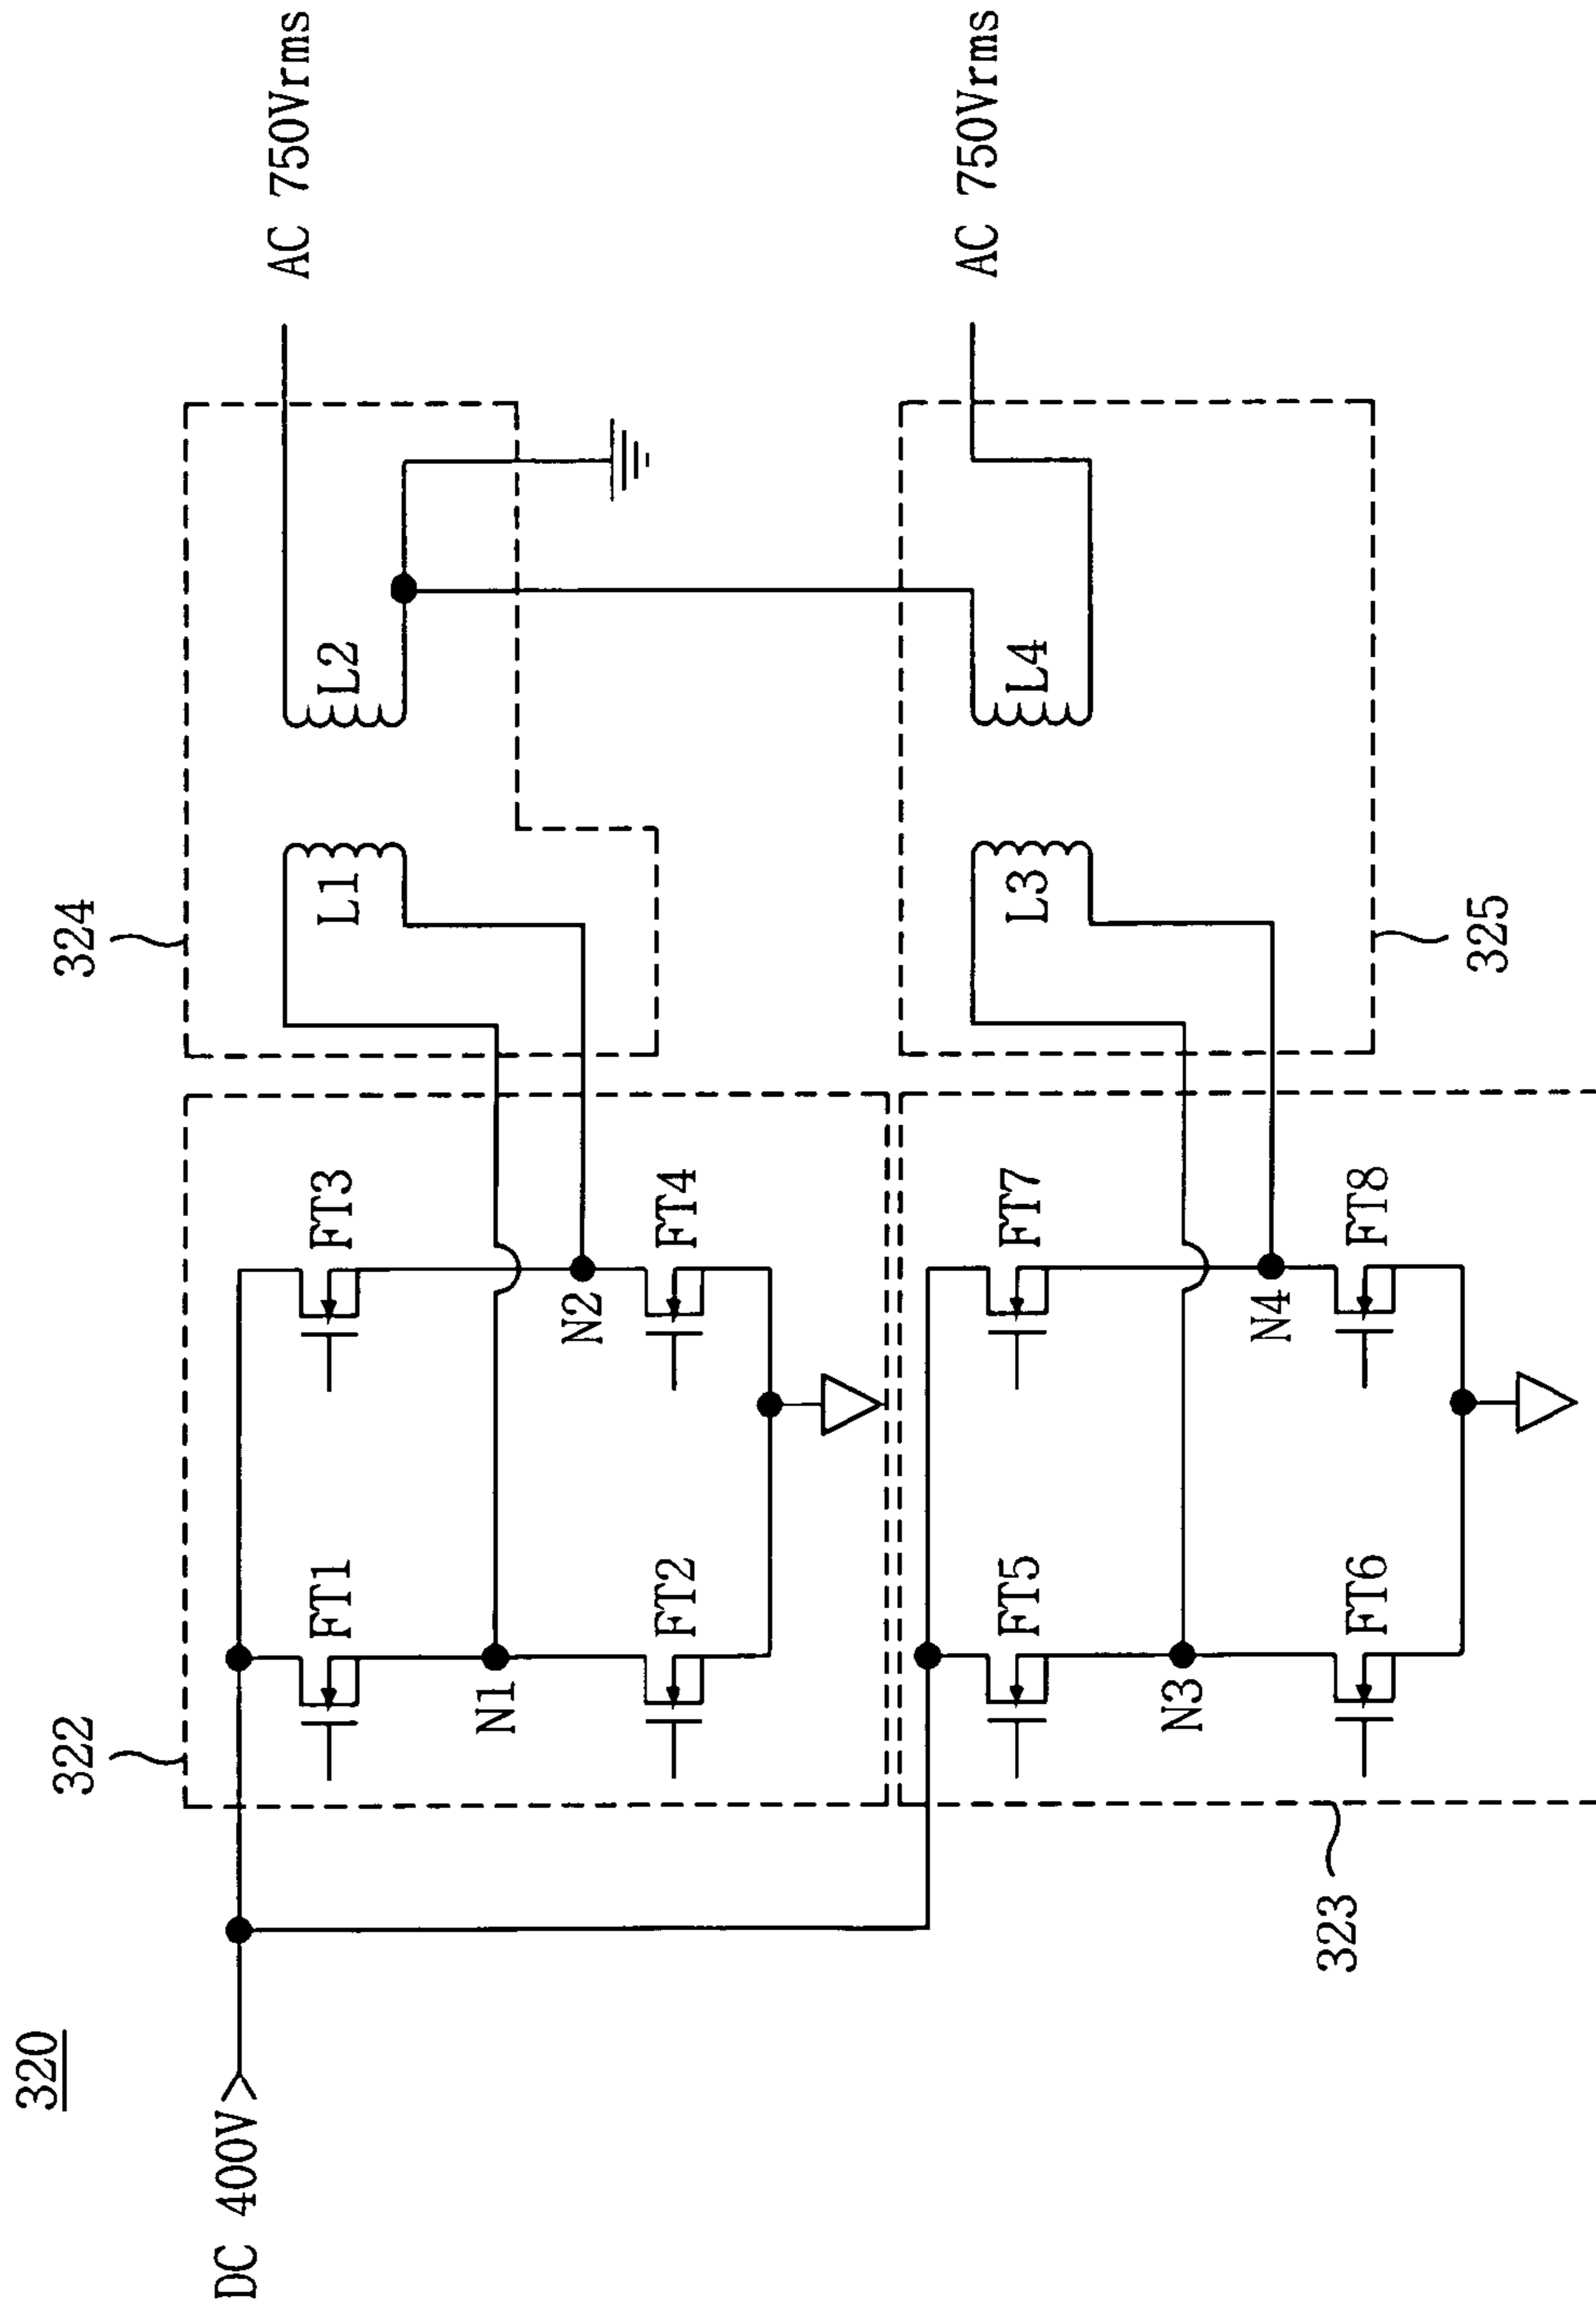 320
DC 400V
322
324
FT1
FT3
L1
L2
AC 750Vrms
N1
N2
FT2
FT4
FT5
FT7
L3
L4
AC 750Vrms
N3
N4
FT6
FT8
323
325